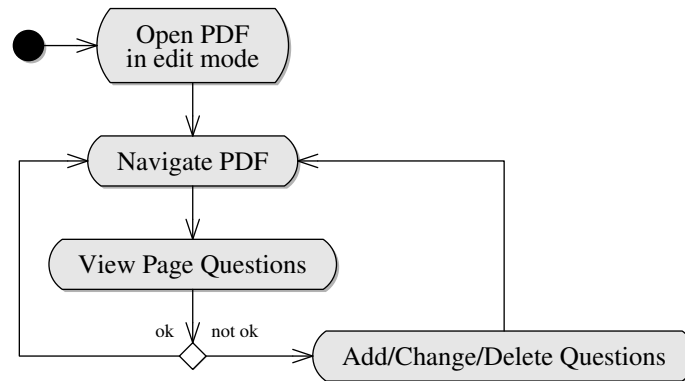 Open PDF
in edit mode
Navigate PDF
View Page Questions
ok
not ok
Add/Change/Delete Questions